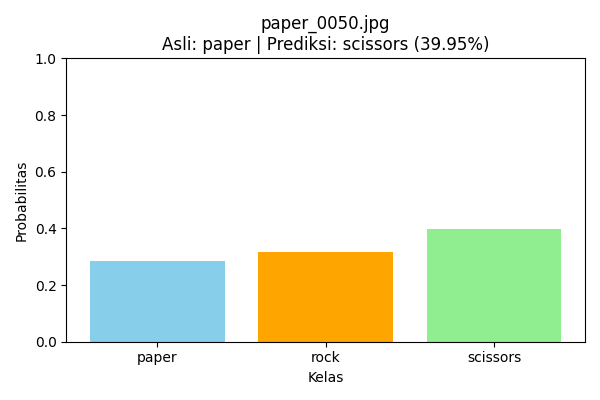 paper_0050.jpg
Asli: paper | Prediksi: scissors (39.95%)
1.0
0.8
0.6
0.4
0.2
0.0
Probabilitas
paper rock scissors
Kelas